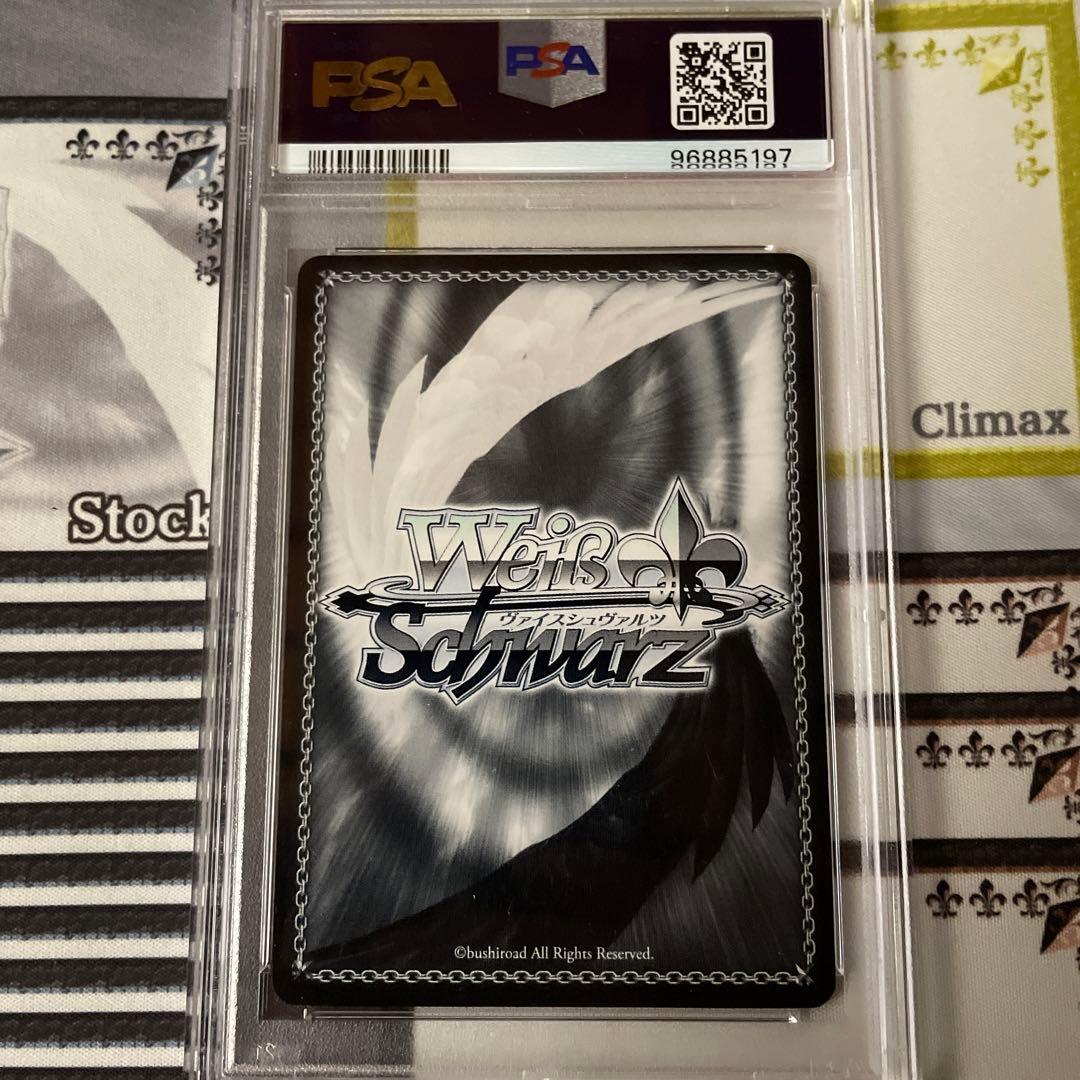 PSA
PSA
96885197
Climax
Stock
Weiß
ヴァイスシュヴァルツ
Schwarz
©bushiroad All Rights Reserved.